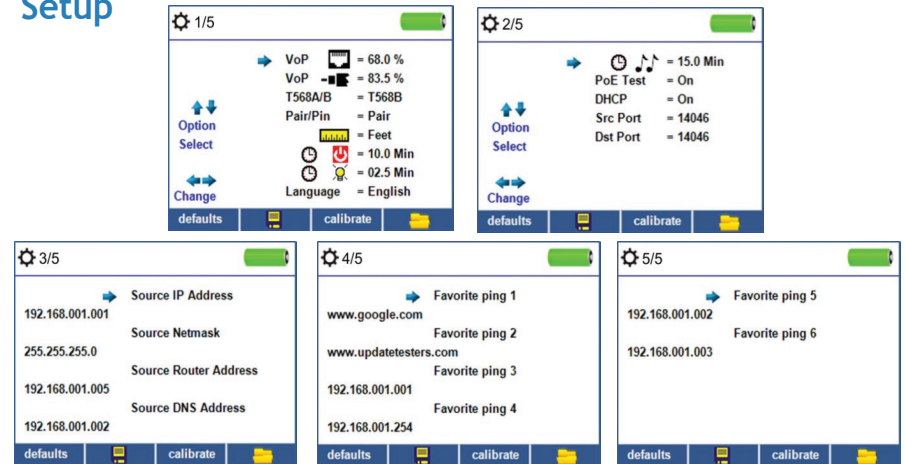 Setup
1/5
VoP = 68.0 %
VoP = 83.5 %
T568A/B = T568B
Pair/Pin = Pair
= Feet
= 10.0 Min
= 02.5 Min
Language = English
Option
Select
Change
defaults calibrate
2/5
= 15.0 Min
PoE Test = On
DHCP = On
Src Port = 14046
Dst Port = 14046
Option
Select
Change
defaults calibrate
3/5
Source IP Address
192.168.001.001
Source Netmask
255.255.255.0
Source Router Address
192.168.001.005
Source DNS Address
192.168.001.002
defaults calibrate
4/5
Favorite ping 1
www.google.com
Favorite ping 2
www.updatetesters.com
Favorite ping 3
192.168.001.001
Favorite ping 4
192.168.001.254
defaults calibrate
5/5
Favorite ping 5
192.168.001.002
Favorite ping 6
192.168.001.003
defaults calibrate